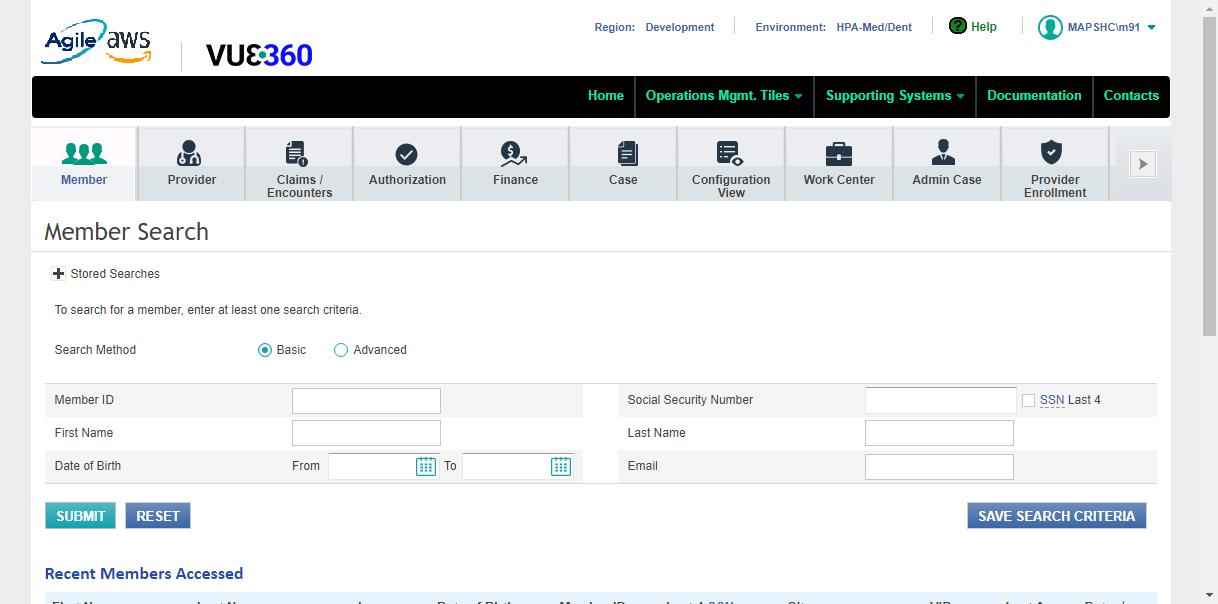 Agile aws VUE360 Region: Development Environment: HPA-Med/Dent Help MAPSHC\m91
Home Operations Mgmt. Tiles Supporting Systems Documentation Contacts
Member Provider Claims / Encounters Authorization Finance Case Configuration View Work Center Admin Case Provider Enrollment
Member Search
Stored Searches
To search for a member, enter at least one search criteria.
Search Method Basic Advanced
Member ID Social Security Number SSN Last 4
First Name Last Name
Date of Birth From To Email
SUBMIT RESET SAVE SEARCH CRITERIA
Recent Members Accessed